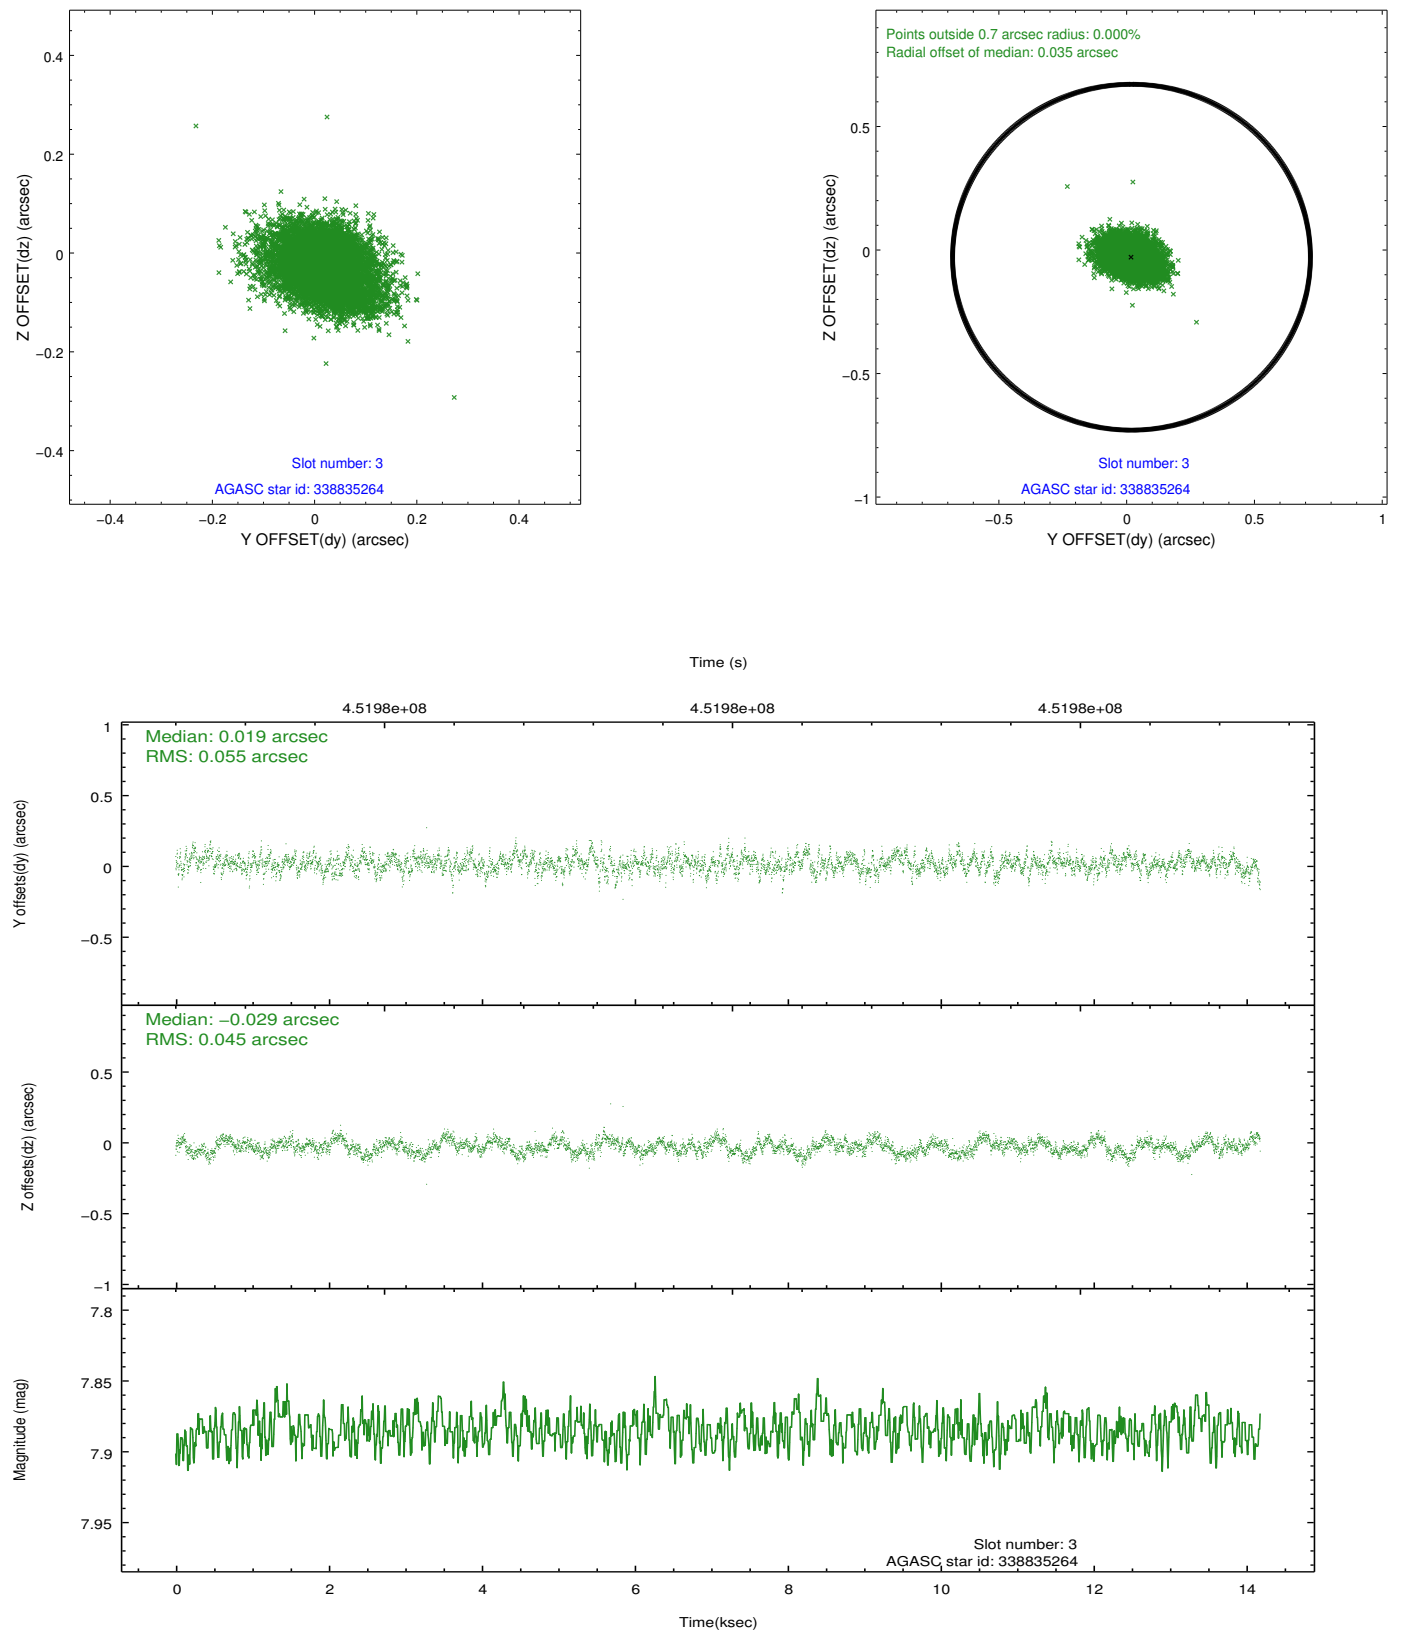 0.4
0.2
0
−0.2
−0.4
Z OFFSET(dz) (arcsec)
Slot number: 3
AGASC star id: 338835264
−0.4
−0.2
0
0.2
0.4
Y OFFSET(dy) (arcsec)
Points outside 0.7 arcsec radius: 0.000%
Radial offset of median: 0.035 arcsec
0.5
0
−0.5
−1
Z OFFSET(dz) (arcsec)
Slot number: 3
AGASC star id: 338835264
−0.5
0
0.5
1
Y OFFSET(dy) (arcsec)
Time (s)
4.5198e+08
4.5198e+08
4.5198e+08
Median: 0.019 arcsec
RMS: 0.055 arcsec
1
0.5
0
−0.5
Y offsets(dy) (arcsec)
Median: −0.029 arcsec
RMS: 0.045 arcsec
0.5
0
−0.5
−1
Z offsets(dz) (arcsec)
7.8
7.85
7.9
7.95
Magnitude (mag)
Slot number: 3
AGASC star id: 338835264
0
2
4
6
8
10
12
14
Time(ksec)